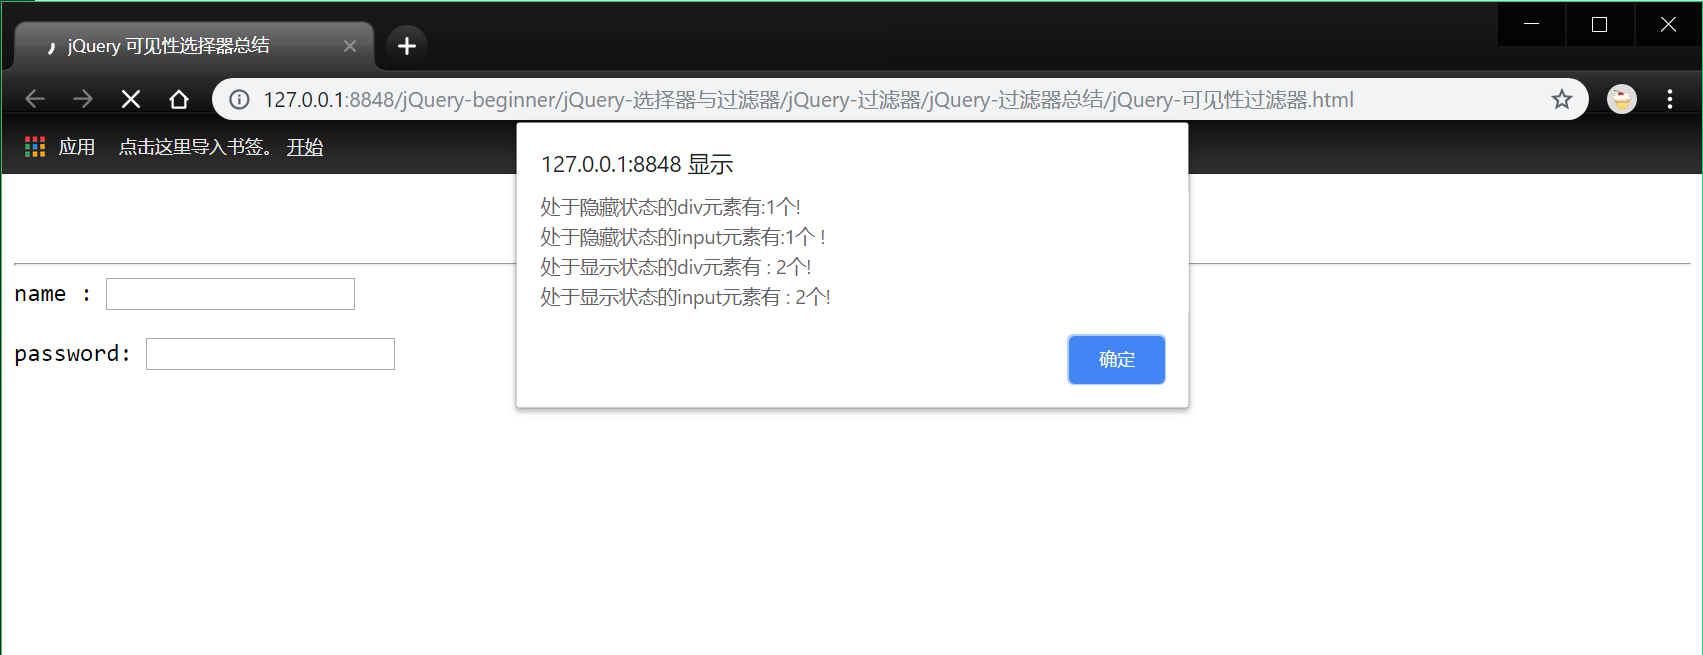 jQuery 可见性选择器总结
127.0.0.1:8848/jQuery-beginner/jQuery-选择器与过滤器/jQuery-过滤器/jQuery-过滤器总结/jQuery-可见性过滤器.html
应用 点击这里导入书签。 开始
127.0.0.1:8848 显示
处于隐藏状态的div元素有:1个!
处于隐藏状态的input元素有:1个 !
处于显示状态的div元素有 : 2个!
处于显示状态的input元素有 : 2个!
确定
name :
password: